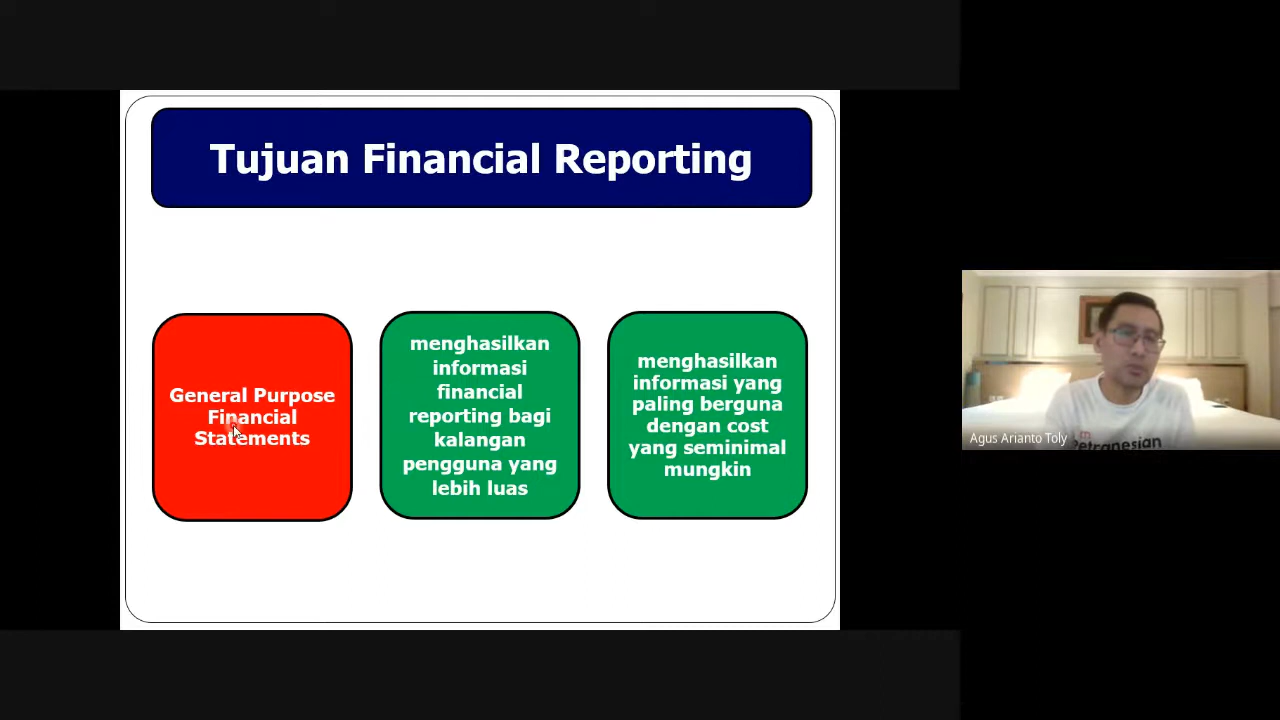 Tujuan Financial Reporting
General Purpose
Financial
Statements
menghasilkan
informasi
financial
reporting bagi
kalangan
pengguna yang
lebih luas
menghasilkan
informasi yang
paling berguna
dengan cost
yang seminimal
mungkin
Agus Arianto Toly
Petranesian